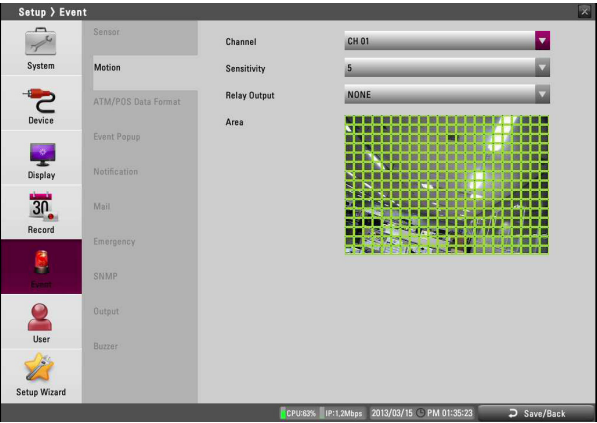 Setup 〉 Event
System
Device
Display
30
Record
Event
User
Setup Wizard
Sensor
Motion
ATM/POS Data Format
Event Popup
Notification
Mail
Emergency
SNMP
Output
Buzzer
Channel CH 01
Sensitivity 5
Relay Output NONE
Area
CPU:63% IP:1.2Mbps 2013/03/15 PM 01:35:23 Save/Back